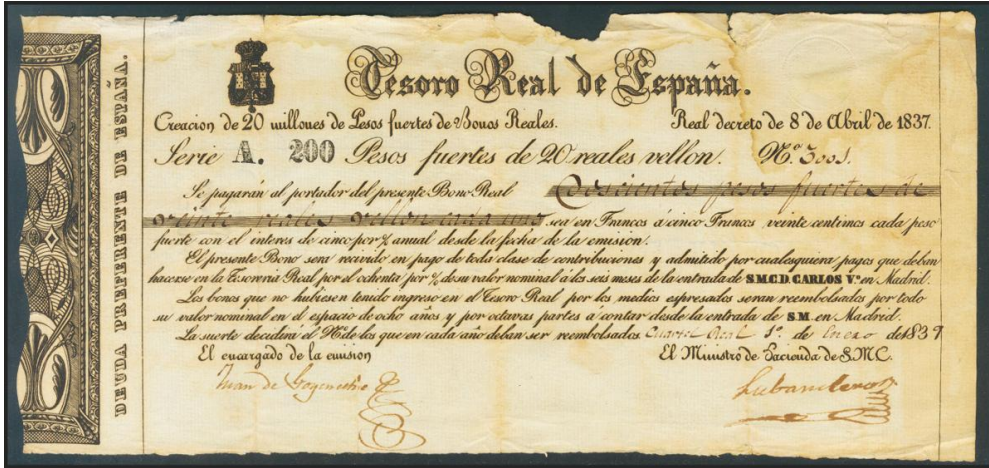 DEUDA PREFERENTE DE ESPAÑA.
Tesoro Real de España.
Creacion de 20 millones de Pesos fuertes de Bonos Reales. Real decreto de 8 de Abril de 1837.
Serie A. 200 Pesos fuertes de 20 reales vellon. N.º 3001.
Se pagarán al portador del presente Bono Real Doscientos pesos fuertes de
veinte reales vellon cada uno sea en Francos á cinco Francos veinte centimos cada peso
fuerte con el interes de cinco por % anual desde la fecha de la emision.
El presente Bono sera recivido en pago de toda clase de contribuciones y admitido por cualesquiera pagos que deban
hacerse en la Tesoreria Real por el ochenta por % de su valor nominal á los seis meses de la entrada de S.M.C.D. CARLOS V.º en Madrid.
Los bonos que no hubiesen tenido ingreso en el Tesoro Real por los medios espresados seran reembolsados por todo
su valor nominal en el espacio de ocho años y por octavas partes á contar desde la entrada de S.M. en Madrid.
La suerte decidirá el N.º de los que en cada año deban ser reembolsados. Cuartel Real 1.º de Enero de 1837
El encargado de la emision El Ministro de Hacienda de S.M.C.
Juan de